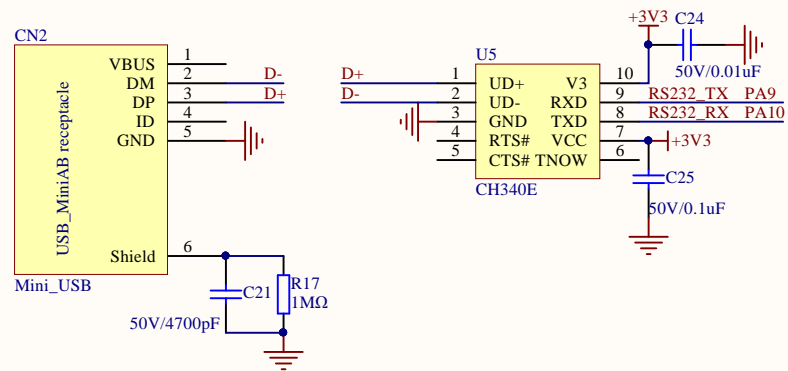 CN2
USB_MiniAB receptacle
VBUS 1
DM 2
DP 3
ID 4
GND 5
Shield 6
Mini_USB
D-
D+
C21
50V/4700pF
R17
1MΩ
D+
D-
U5
1 UD+
2 UD-
3 GND
4 RTS#
5 CTS#
V3 10
RXD 9
TXD 8
VCC 7
TNOW 6
CH340E
+3V3
C24
50V/0.01uF
RS232_TX PA9
RS232_RX PA10
+3V3
C25
50V/0.1uF